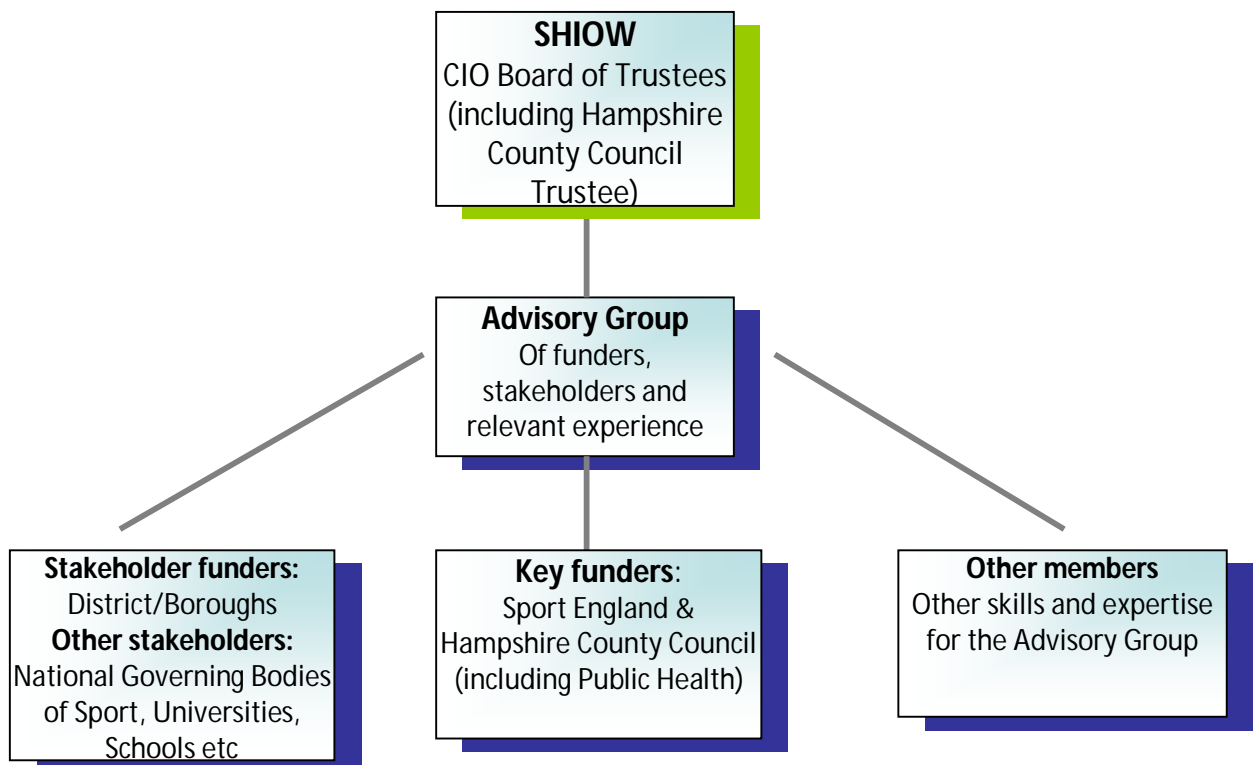 SHIOW
CIO Board of Trustees
(including Hampshire
County Council
Trustee)
Advisory Group
Of funders,
stakeholders and
relevant experience
Stakeholder funders:
District/Boroughs
Other stakeholders:
National Governing Bodies
of Sport, Universities,
Schools etc
Key funders:
Sport England &
Hampshire County Council
(including Public Health)
Other members
Other skills and expertise
for the Advisory Group